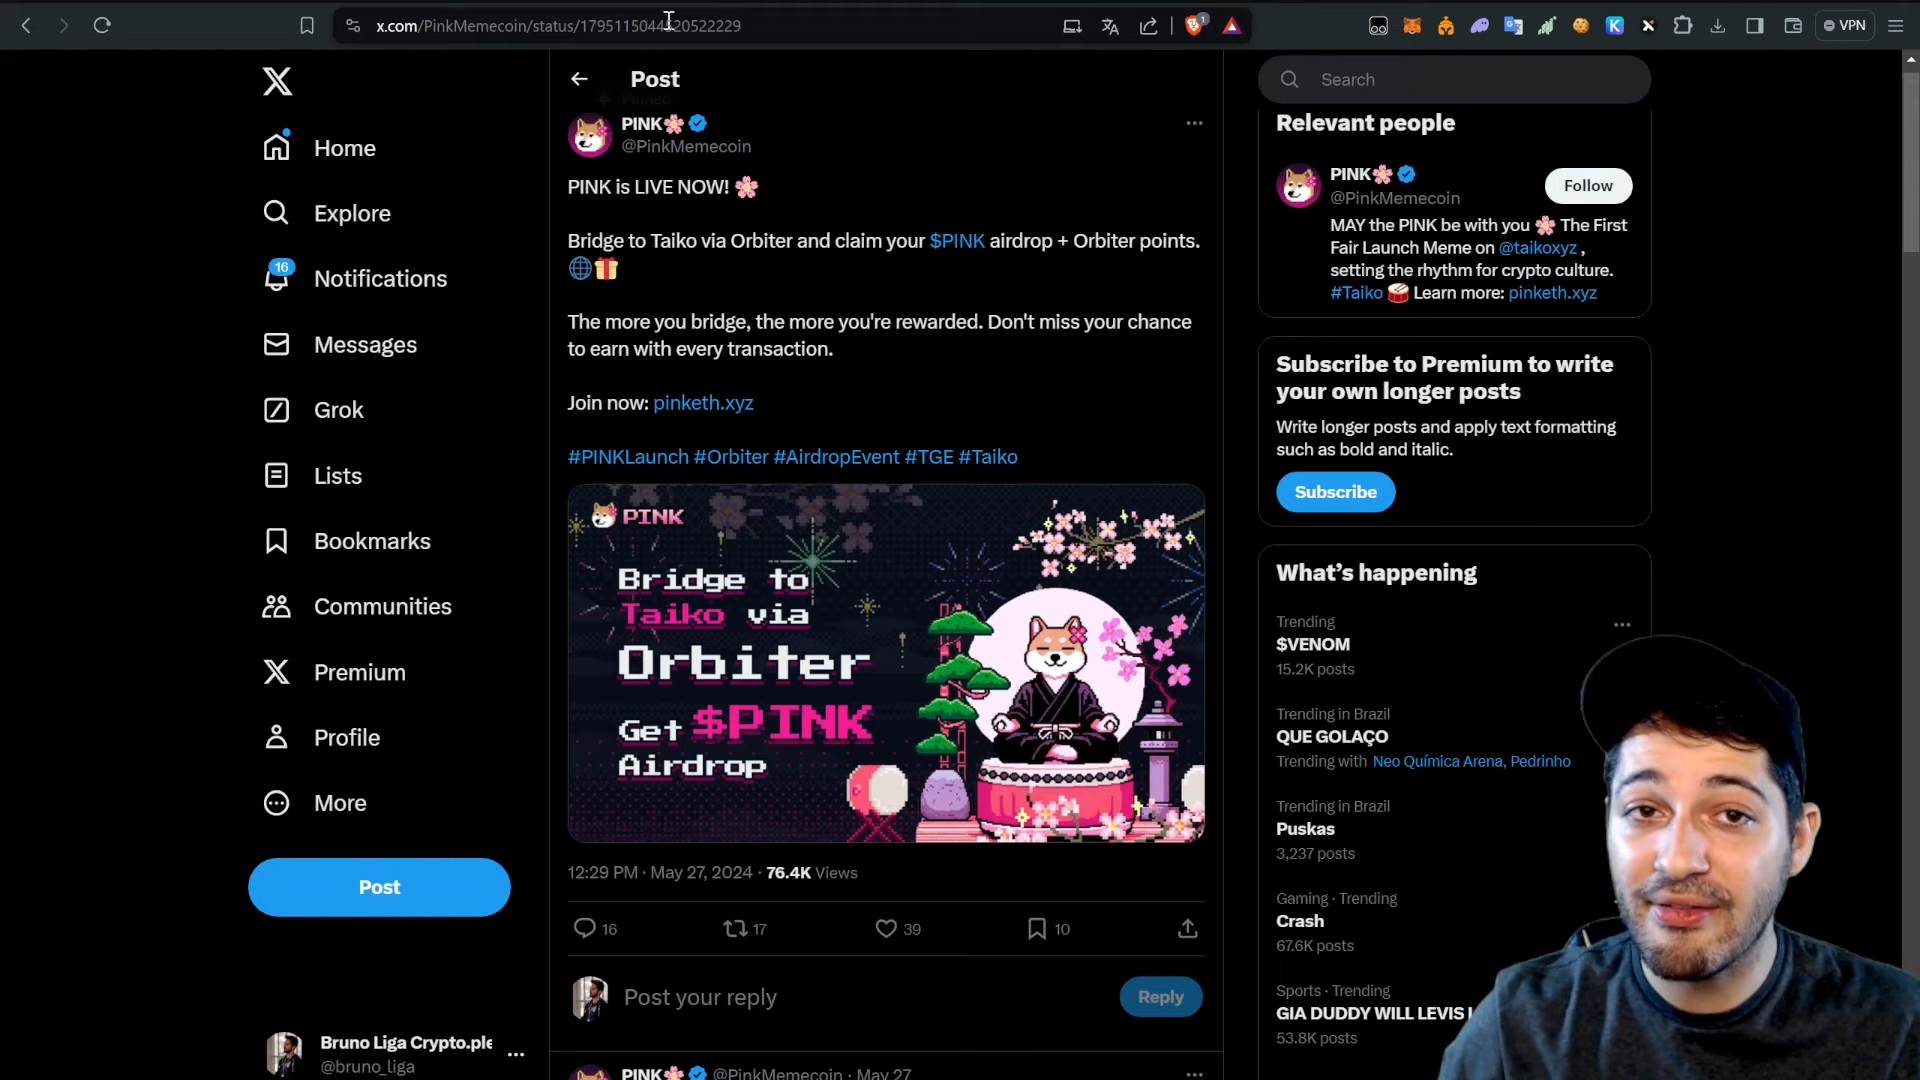 x.com/PinkMemecoin/status/1795115044520522229
1
VPN
Home
Explore
16
Notifications
Messages
Grok
Lists
Bookmarks
Communities
Premium
Profile
More
Post
Bruno Liga Crypto.ple
@bruno_liga
Post
Pinned
PINK🌸
@PinkMemecoin
PINK is LIVE NOW! 🌸
Bridge to Taiko via Orbiter and claim your $PINK airdrop + Orbiter points.
🌐🎁
The more you bridge, the more you're rewarded. Don't miss your chance
to earn with every transaction.
Join now: pinketh.xyz
#PINKLaunch #Orbiter #AirdropEvent #TGE #Taiko
PINK
Bridge to
Taiko via
Orbiter
Get $PINK
Airdrop
12:29 PM · May 27, 2024 · 76.4K Views
16 17 39 10
Post your reply
Reply
PINK🌸 @PinkMemecoin · May 27
Search
Relevant people
PINK🌸
@PinkMemecoin
Follow
MAY the PINK be with you 🌸 The First
Fair Launch Meme on @taikoxyz ,
setting the rhythm for crypto culture.
#Taiko 🥁 Learn more: pinketh.xyz
Subscribe to Premium to write
your own longer posts
Write longer posts and apply text formatting
such as bold and italic.
Subscribe
What's happening
Trending
$VENOM
15.2K posts
Trending in Brazil
QUE GOLAÇO
Trending with Neo Química Arena, Pedrinho
Trending in Brazil
Puskas
3,237 posts
Gaming · Trending
Crash
67.6K posts
Sports · Trending
GIA DUDDY WILL LEVIS
53.8K posts